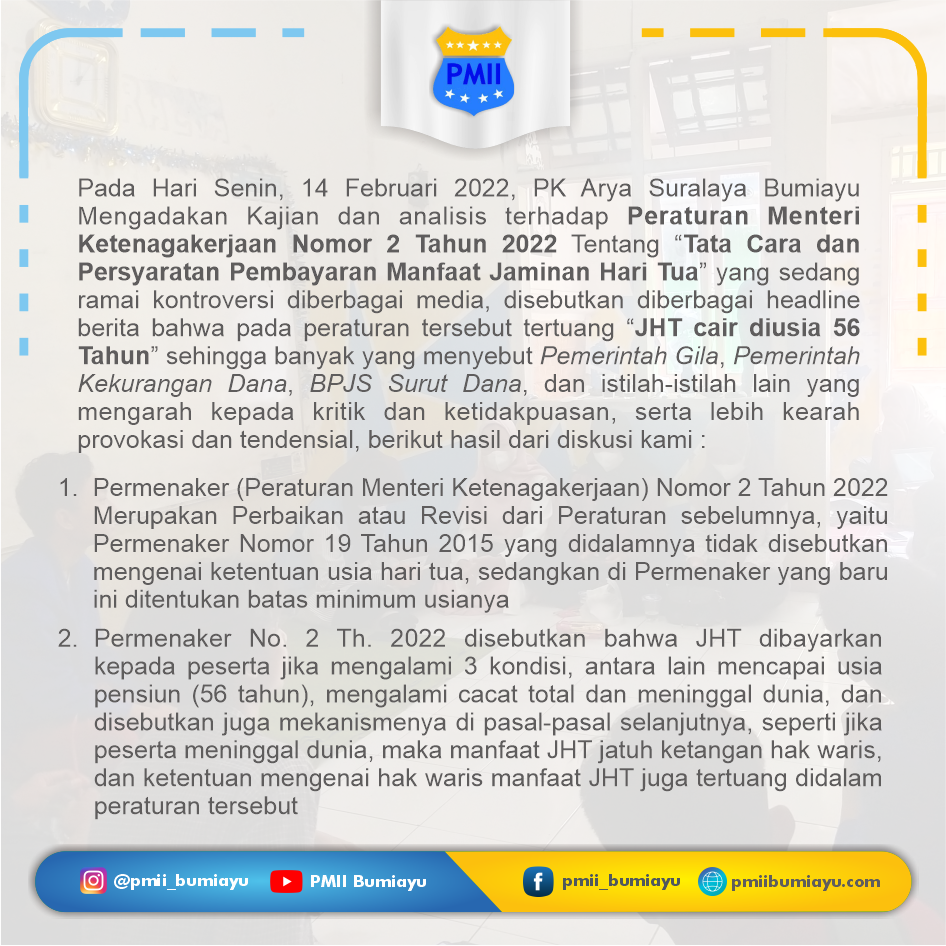 PMII
Pada Hari Senin, 14 Februari 2022, PK Arya Suralaya Bumiayu
Mengadakan Kajian dan analisis terhadap Peraturan Menteri
Ketenagakerjaan Nomor 2 Tahun 2022 Tentang “Tata Cara dan
Persyaratan Pembayaran Manfaat Jaminan Hari Tua” yang sedang
ramai kontroversi diberbagai media, disebutkan diberbagai headline
berita bahwa pada peraturan tersebut tertuang “JHT cair diusia 56
Tahun” sehingga banyak yang menyebut Pemerintah Gila, Pemerintah
Kekurangan Dana, BPJS Surut Dana, dan istilah-istilah lain yang
mengarah kepada kritik dan ketidakpuasan, serta lebih kearah
provokasi dan tendensial, berikut hasil dari diskusi kami :
1. Permenaker (Peraturan Menteri Ketenagakerjaan) Nomor 2 Tahun 2022
Merupakan Perbaikan atau Revisi dari Peraturan sebelumnya, yaitu
Permenaker Nomor 19 Tahun 2015 yang didalamnya tidak disebutkan
mengenai ketentuan usia hari tua, sedangkan di Permenaker yang baru
ini ditentukan batas minimum usianya
2. Permenaker No. 2 Th. 2022 disebutkan bahwa JHT dibayarkan
kepada peserta jika mengalami 3 kondisi, antara lain mencapai usia
pensiun (56 tahun), mengalami cacat total dan meninggal dunia, dan
disebutkan juga mekanismenya di pasal-pasal selanjutnya, seperti jika
peserta meninggal dunia, maka manfaat JHT jatuh ketangan hak waris,
dan ketentuan mengenai hak waris manfaat JHT juga tertuang didalam
peraturan tersebut
@pmii_bumiayu PMII Bumiayu pmii_bumiayu pmiibumiayu.com